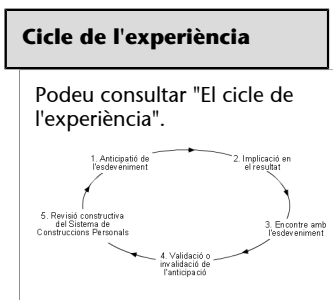 Cicle de l'experiència
Podeu consultar "El cicle de
l'experiència".
1. Anticipatió de
l'esdeveniment
2. Implicació en
el resultat
3. Encontre amb
l'esdeveniment
4. Validació o
invalidació de
l'anticipació
5. Revisió constructiva
del Sistema de
Construccions Personals